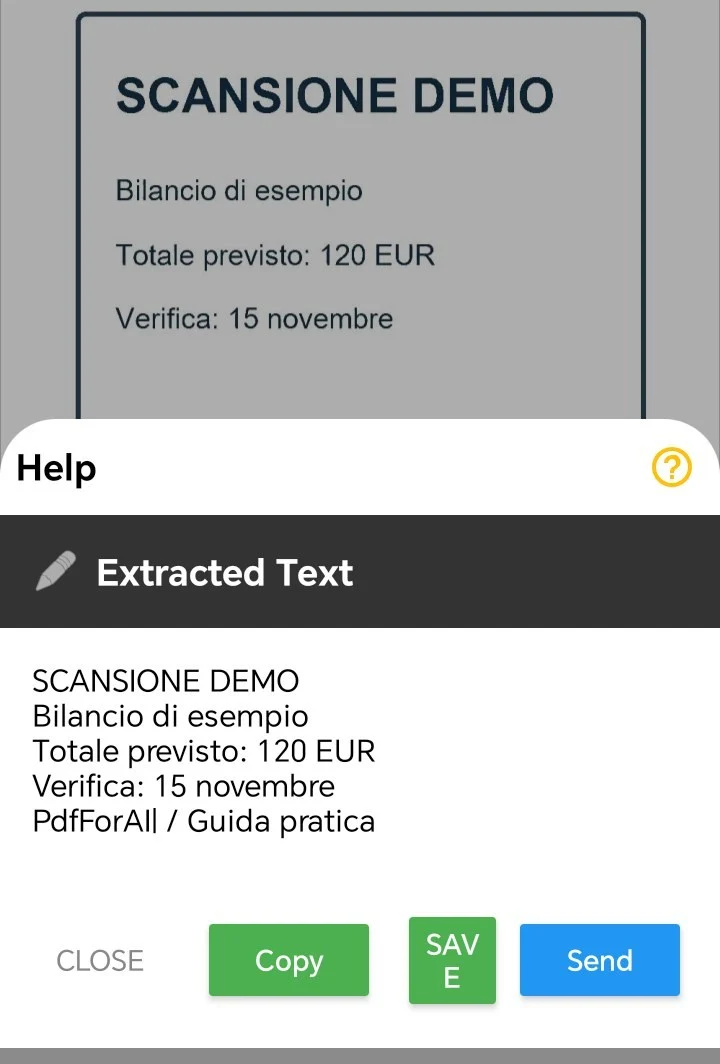 SCANSIONE DEMO
Bilancio di esempio
Totale previsto: 120 EUR
Verifica: 15 novembre
Help
?
Extracted Text
SCANSIONE DEMO
Bilancio di esempio
Totale previsto: 120 EUR
Verifica: 15 novembre
PdfForAI| / Guida pratica
CLOSE
Copy
SAV
E
Send